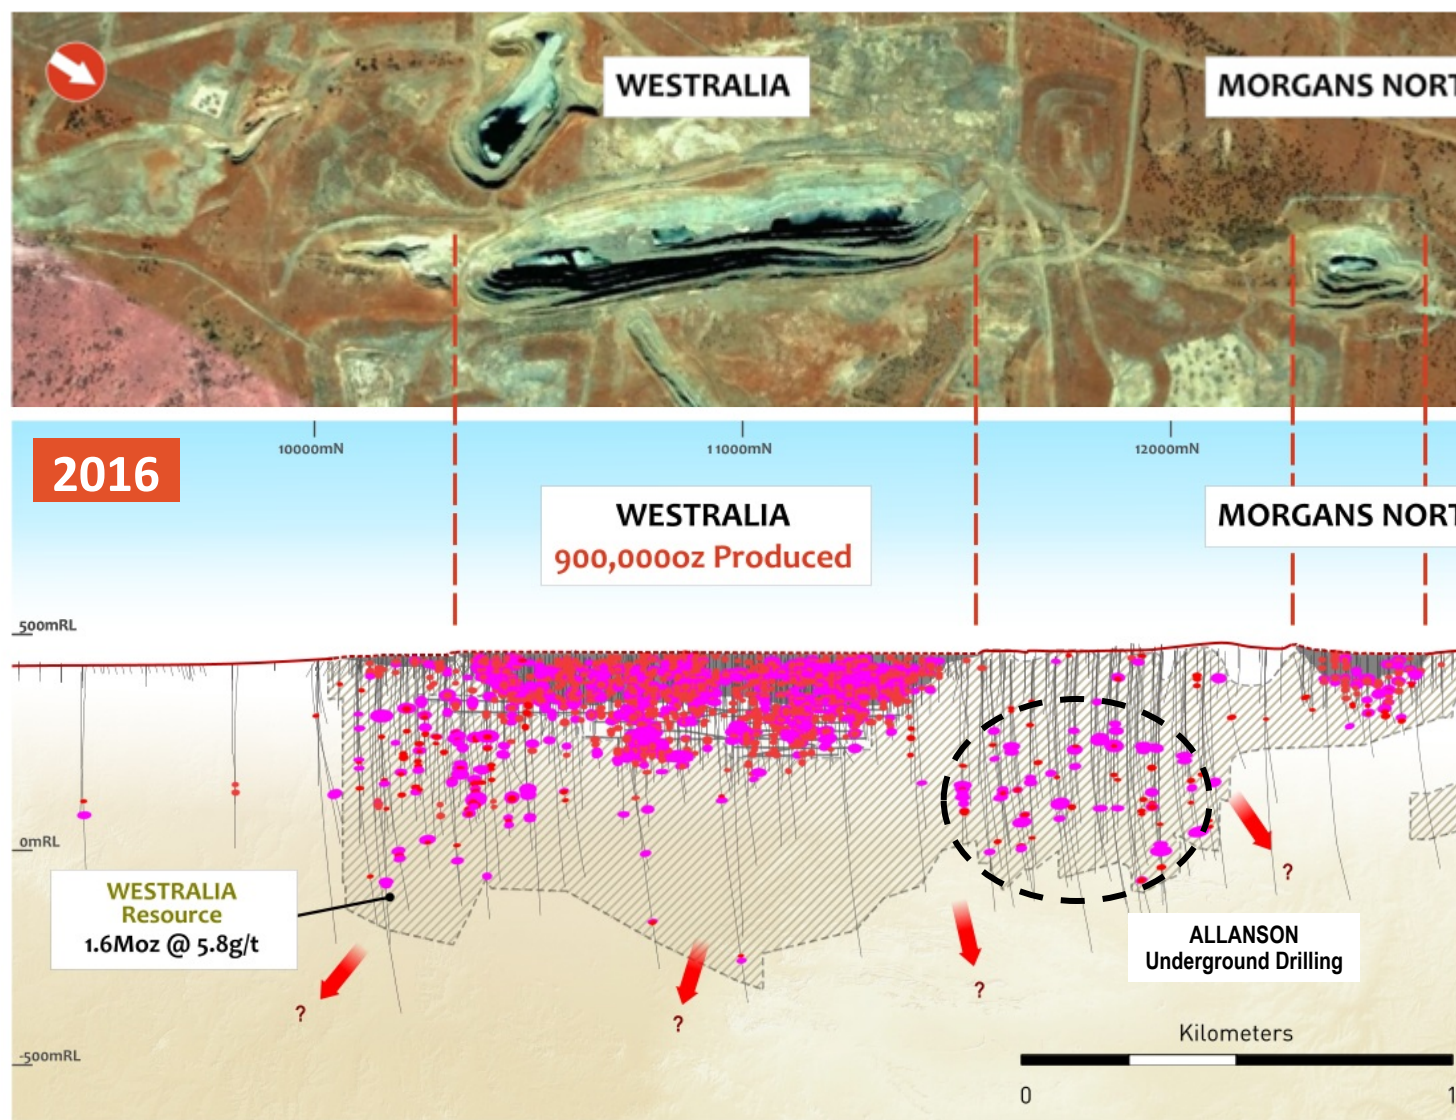 WESTRALIA
MORGANS NORT
10000mN
11000mN
12000mN
2016
WESTRALIA
900,000oz Produced
MORGANS NORT
500mRL
0mRL
WESTRALIA
Resource
1.6Moz @ 5.8g/t
?
?
?
?
ALLANSON
Underground Drilling
-500mRL
Kilometers
0 1